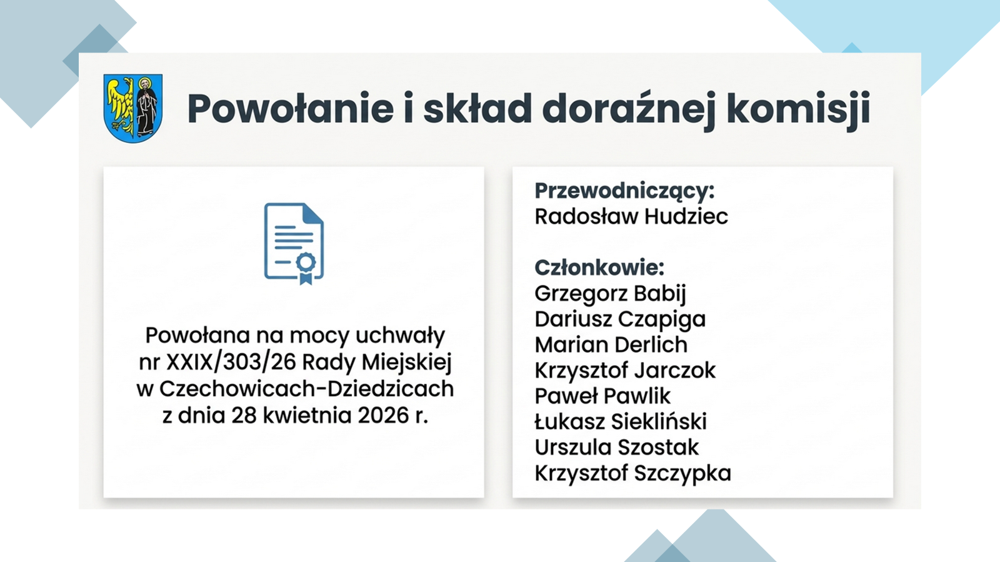 Powołanie i skład doraźnej komisji
Powołana na mocy uchwały
nr XXIX/303/26 Rady Miejskiej
w Czechowicach-Dziedzicach
z dnia 28 kwietnia 2026 r.
Przewodniczący:
Radosław Hudziec
Członkowie:
Grzegorz Babij
Dariusz Czapiga
Marian Derlich
Krzysztof Jarczok
Paweł Pawlik
Łukasz Siekliński
Urszula Szostak
Krzysztof Szczypka